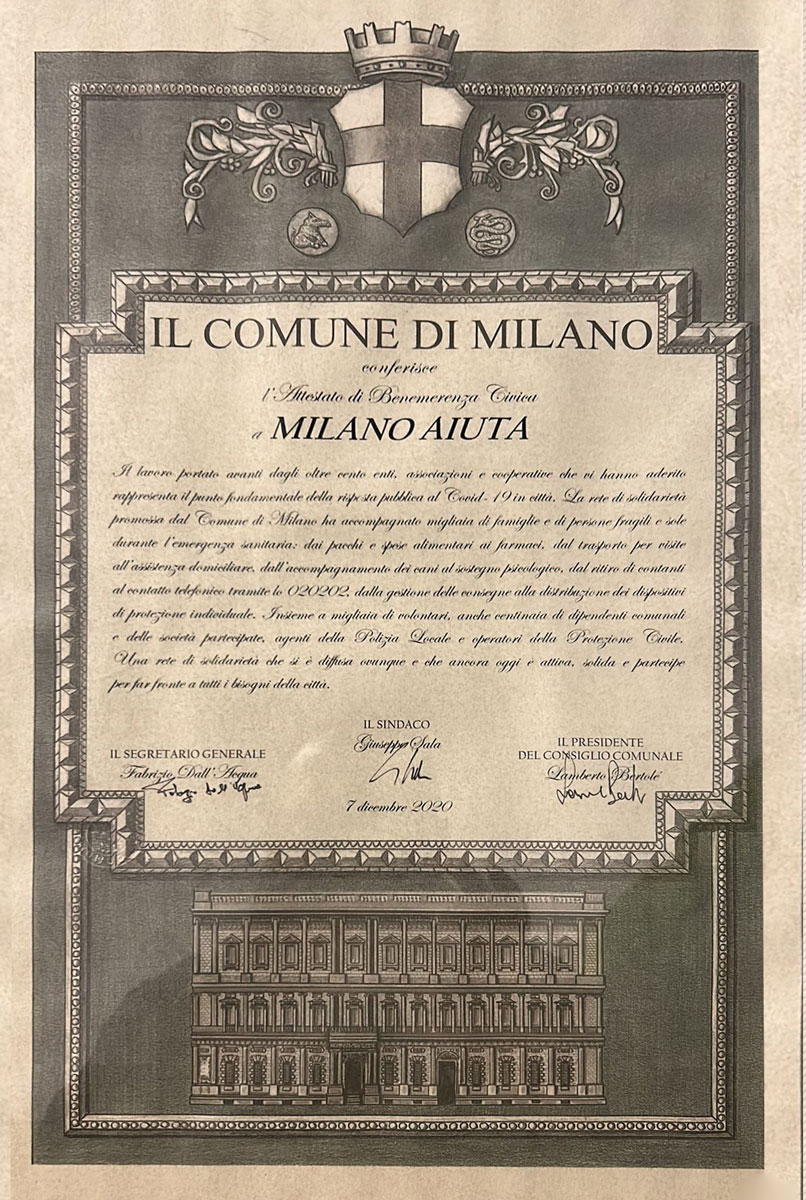 IL COMUNE DI MILANO
conferisce
l'Attestato di Benemerenza Civica
a MILANO AIUTA
Il lavoro portato avanti dagli oltre cento enti, associazioni e cooperative che vi hanno aderito
rappresenta il punto fondamentale della risposta pubblica al Covid-19 in città. La rete di solidarietà
promossa dal Comune di Milano ha accompagnato migliaia di famiglie e di persone fragili e sole
durante l'emergenza sanitaria: dai pacchi e spese alimentari ai farmaci, dal trasporto per visite
all'assistenza domiciliare, dall'accompagnamento dei cani al sostegno psicologico, dal ritiro di contanti
al contatto telefonico tramite lo 020202, dalla gestione delle consegne alla distribuzione dei dispositivi
di protezione individuale. Insieme a migliaia di volontari, anche centinaia di dipendenti comunali
e delle società partecipate, agenti della Polizia Locale e operatori della Protezione Civile.
Una rete di solidarietà che si è diffusa ovunque e che ancora oggi è attiva, solida e partecipe
per far fronte a tutti i bisogni della città.
IL SEGRETARIO GENERALE
Fabrizio Dall'Acqua
IL SINDACO
Giuseppe Sala
IL PRESIDENTE
DEL CONSIGLIO COMUNALE
Lamberto Bertolé
7 dicembre 2020